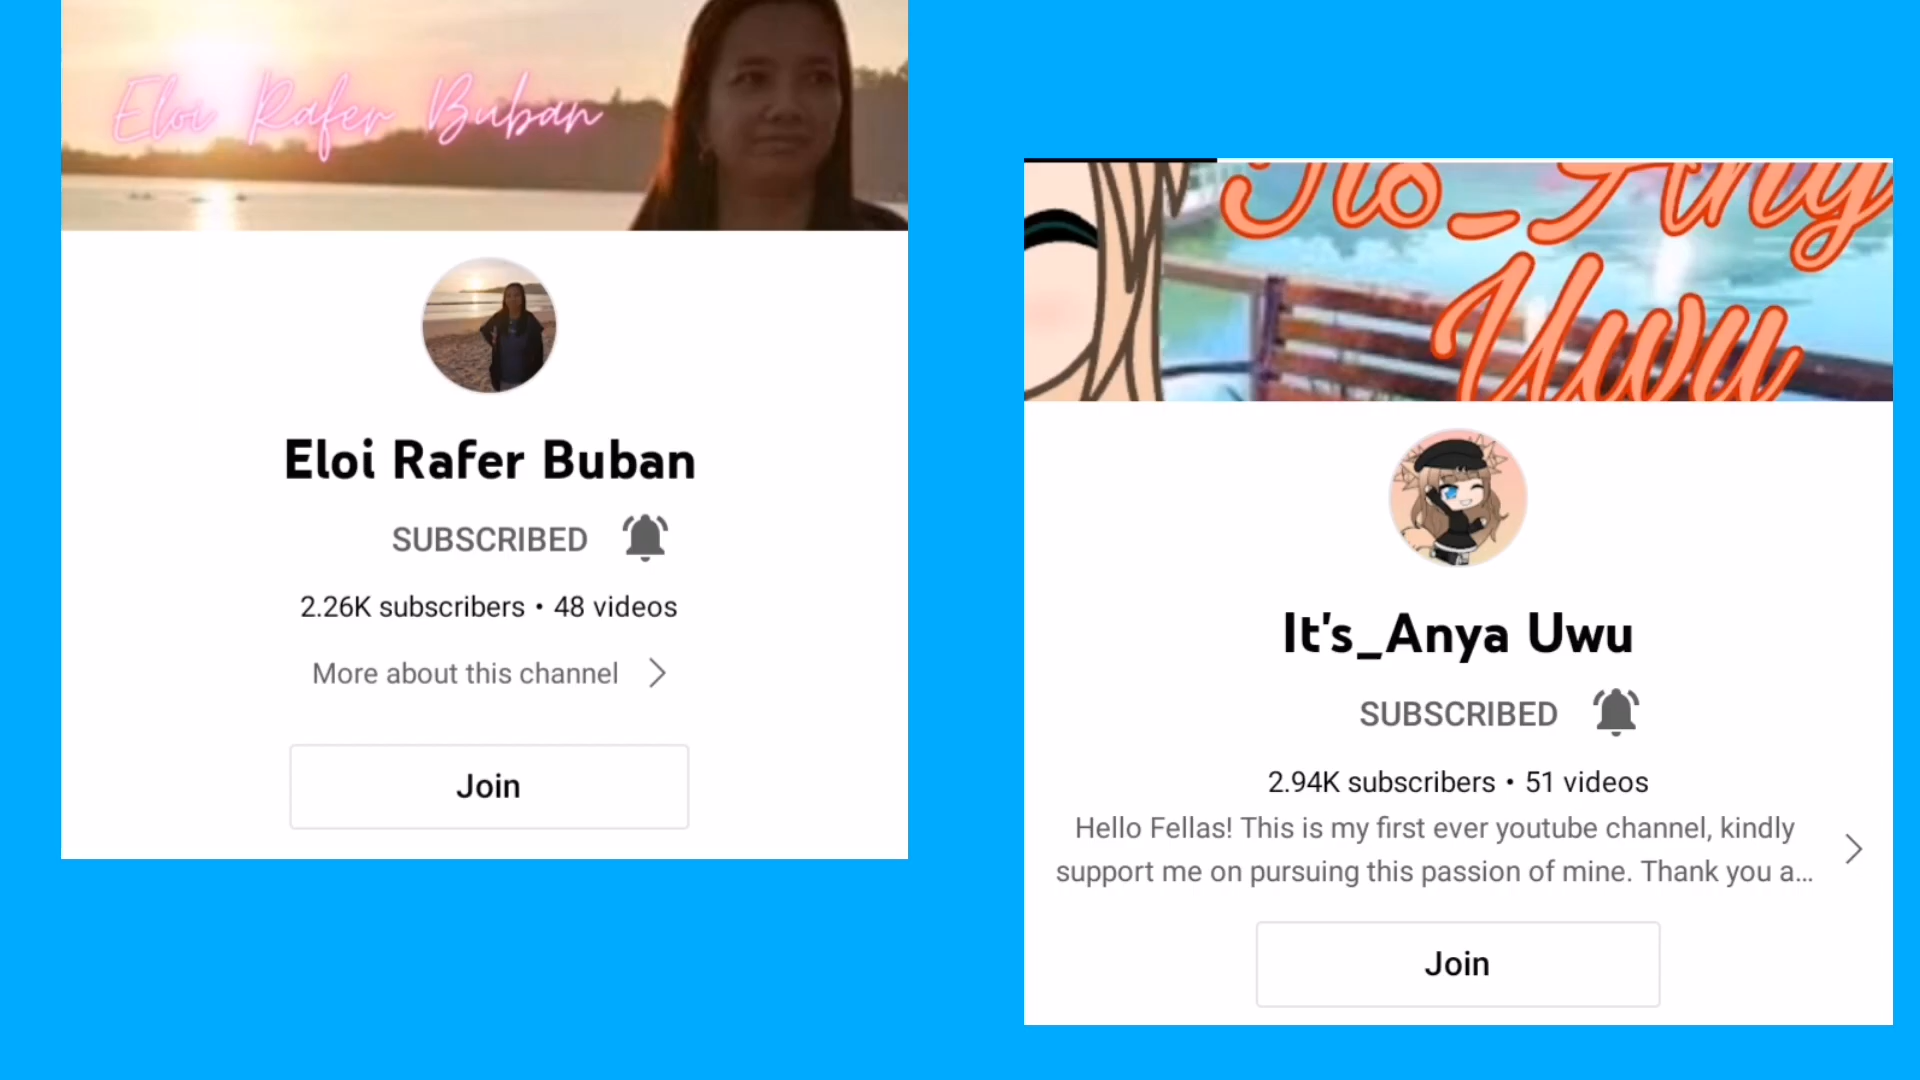 Eloi Rafer Buban
Eloi Rafer Buban
SUBSCRIBED
2.26K subscribers • 48 videos
More about this channel
Join
Its_Any
Uwu
It's_Anya Uwu
SUBSCRIBED
2.94K subscribers • 51 videos
Hello Fellas! This is my first ever youtube channel, kindly
support me on pursuing this passion of mine. Thank you a...
Join